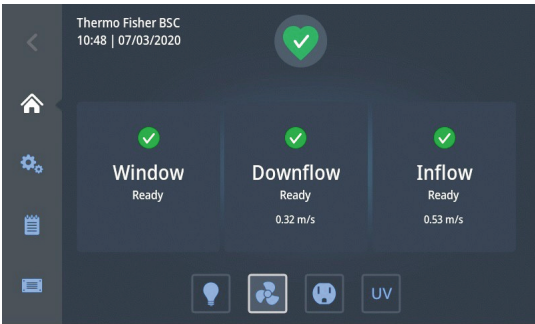 Thermo Fisher BSC
10:48 | 07/03/2020
Window
Ready
Downflow
Ready
0.32 m/s
Inflow
Ready
0.53 m/s
UV